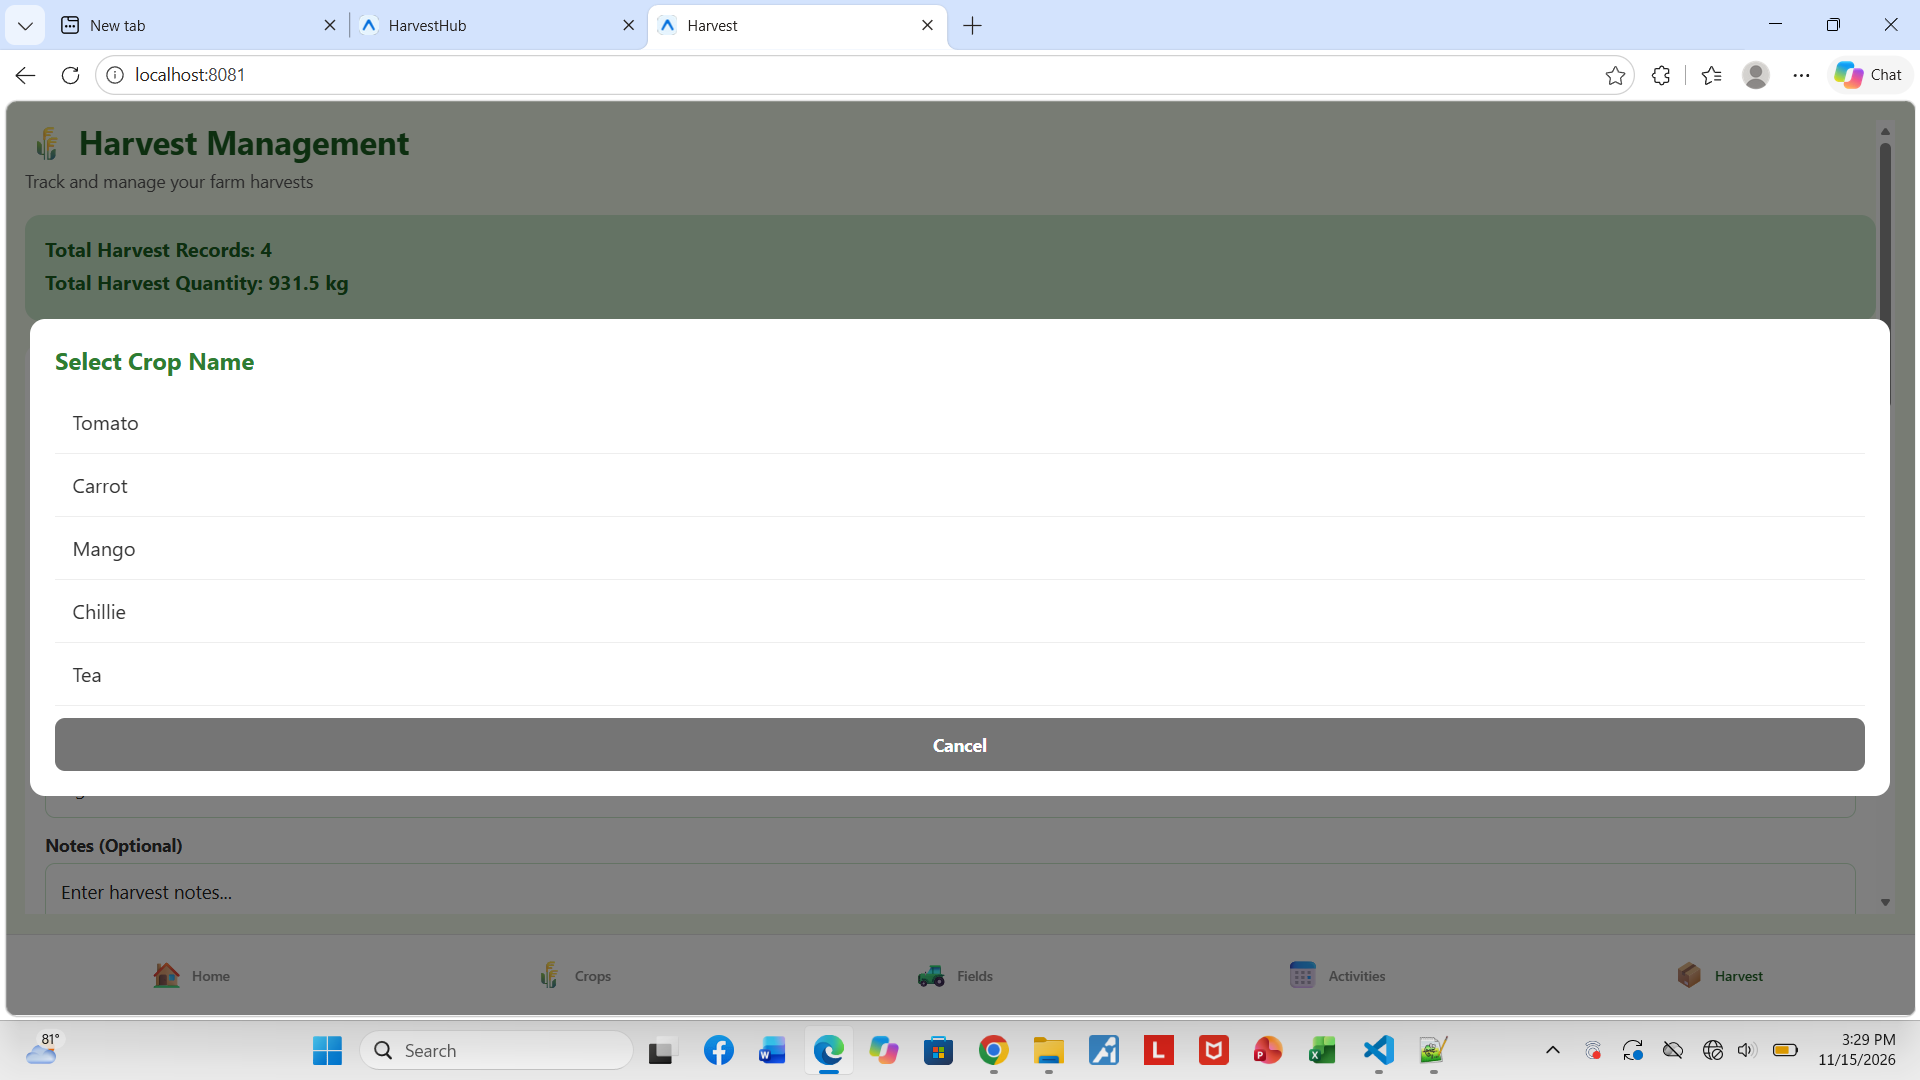 New tab
HarvestHub
Harvest
localhost:8081
Chat
Harvest Management
Track and manage your farm harvests
Total Harvest Records: 4
Total Harvest Quantity: 931.5 kg
Select Crop Name
Tomato
Carrot
Mango
Chillie
Tea
Cancel
Notes (Optional)
Enter harvest notes...
Home
Crops
Fields
Activities
Harvest
81°
Search
3:29 PM
11/15/2026